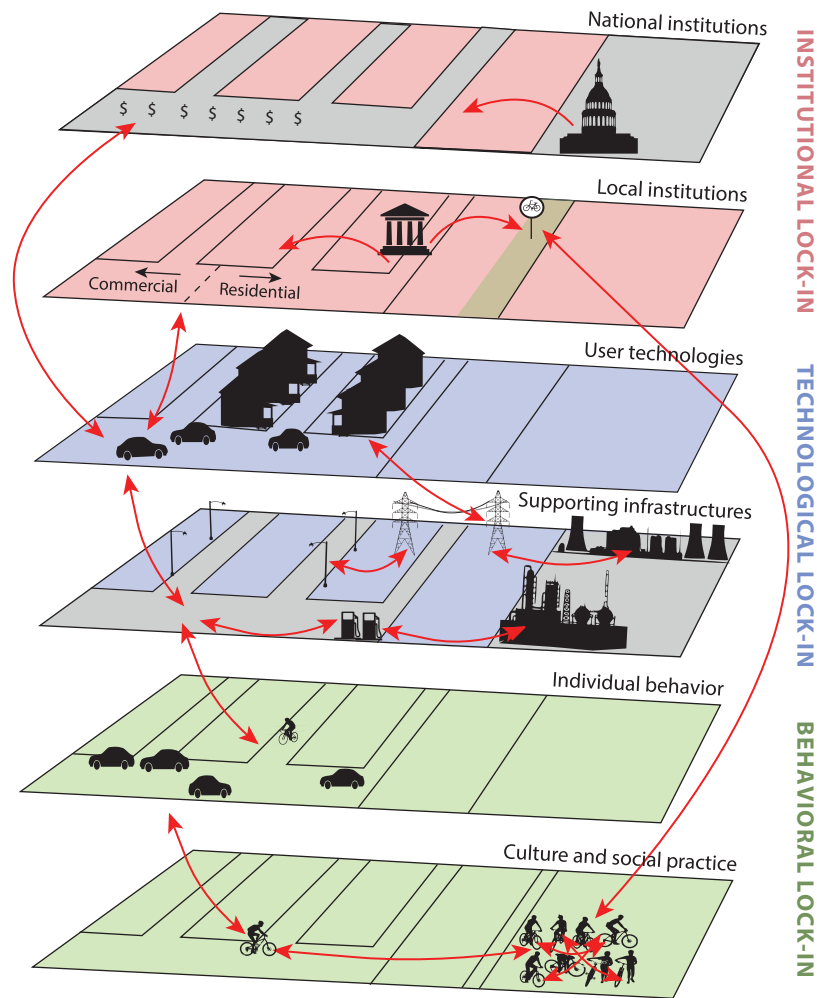 National institutions
$ $ $ $ $ $ $
INSTITUTIONAL LOCK-IN
Local institutions
Commercial
Residential
User technologies
TECHNOLOGICAL LOCK-IN
Supporting infrastructures
Individual behavior
BEHAVIORAL LOCK-IN
Culture and social practice